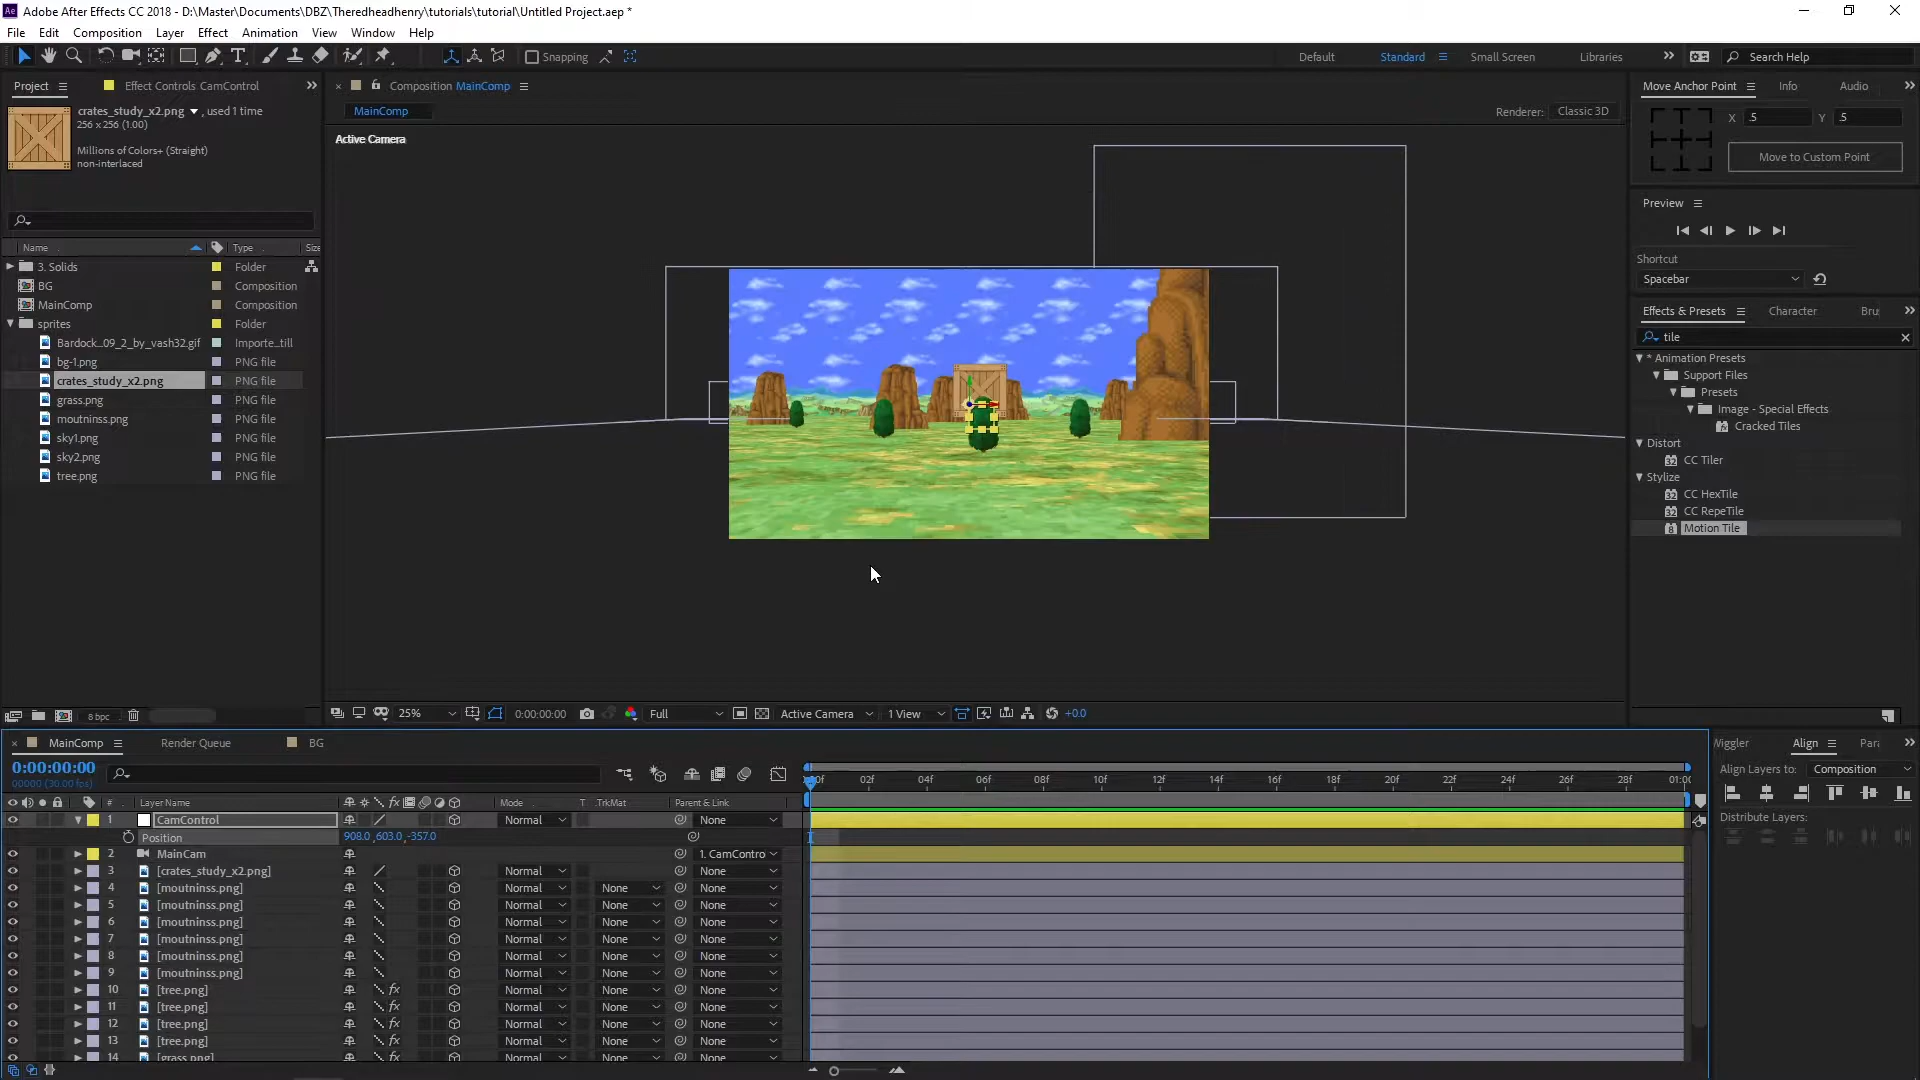 Adobe After Effects CC 2018 - D:\Master\Documents\DBZ\Theredheadhenry\tutorials\tutorial\Untitled Project.aep *
File Edit Composition Layer Effect Animation View Window Help
Snapping
Default Standard Small Screen Libraries Search Help
Project Effect Controls CamControl
Composition MainComp
Move Anchor Point Info Audio
crates_study_x2.png , used 1 time
256 x 256 (1.00)
Millions of Colors+ (Straight)
non-interlaced
MainComp
Renderer: Classic 3D
Active Camera
X .5 Y .5
Move to Custom Point
Preview
Shortcut
Spacebar
Effects & Presets Character Bru
tile
* Animation Presets
Support Files
Presets
Image - Special Effects
Cracked Tiles
Distort
CC Tiler
Stylize
CC HexTile
CC RepeTile
Motion Tile
Name Type Size
3. Solids Folder
BG Composition
MainComp Composition
sprites Folder
Bardock...09_2_by_vash32.gif Importe...till
bg-1.png PNG file
crates_study_x2.png PNG file
grass.png PNG file
moutninss.png PNG file
sky1.png PNG file
sky2.png PNG file
tree.png PNG file
8 bpc
25% 0:00:00:00 Full Active Camera 1 View +0.0
MainComp Render Queue BG
Wiggler Align Para
0:00:00:00
00000 (30.00 fps)
Align Layers to: Composition
Distribute Layers:
02f 04f 06f 08f 10f 12f 14f 16f 18f 20f 22f 24f 26f 28f 01:00
# Layer Name Mode T .TrkMat Parent & Link
1 CamControl Normal None
Position 908.0,603.0,-357.0
2 MainCam 1. CamContro
3 [crates_study_x2.png] Normal None
4 [moutninss.png] Normal None None
5 [moutninss.png] Normal None None
6 [moutninss.png] Normal None None
7 [moutninss.png] Normal None None
8 [moutninss.png] Normal None None
9 [moutninss.png] Normal None None
10 [tree.png] Normal None None
11 [tree.png] Normal None None
12 [tree.png] Normal None None
13 [tree.png] Normal None None
14 [grass.png] Normal None None